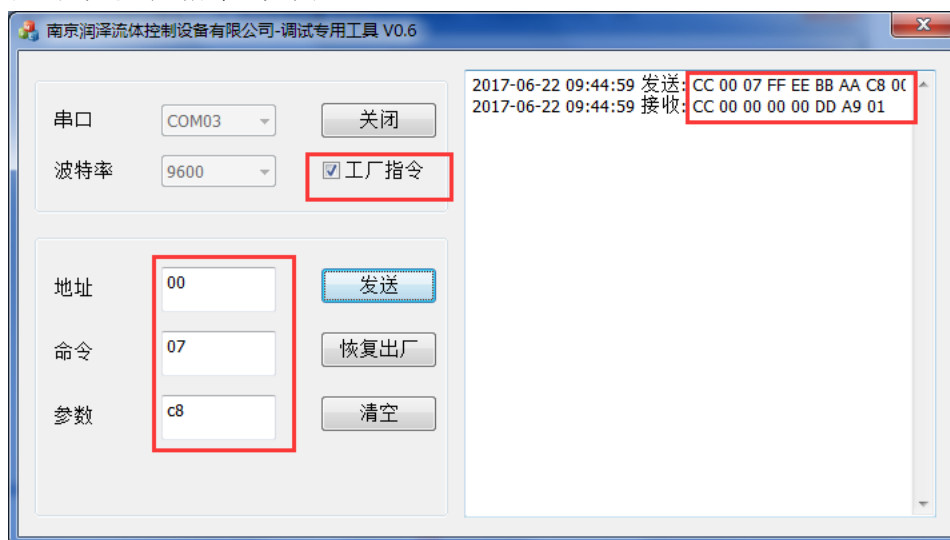 南京润泽流体控制设备有限公司-调试专用工具 V0.6
串口
COM03
关闭
波特率
9600
工厂指令
地址
00
发送
命令
07
恢复出厂
参数
c8
清空
2017-06-22 09:44:59 发送: CC 00 07 FF EE BB AA C8 00
2017-06-22 09:44:59 接收: CC 00 00 00 00 DD A9 01